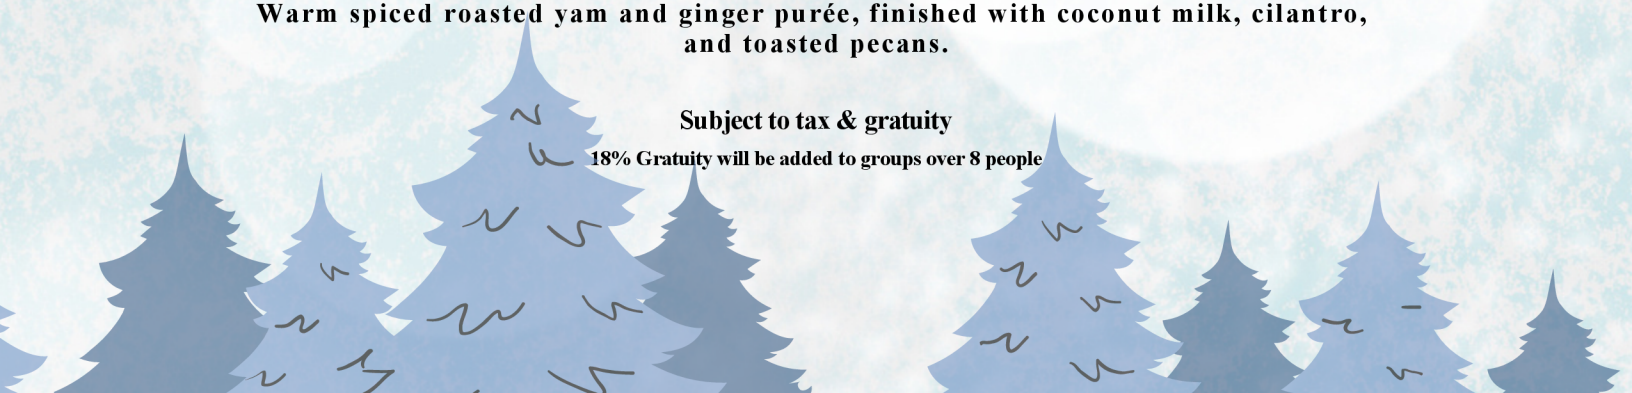 Warm spiced roasted yam and ginger purée, finished with coconut milk, cilantro,
and toasted pecans.
Subject to tax & gratuity
18% Gratuity will be added to groups over 8 people